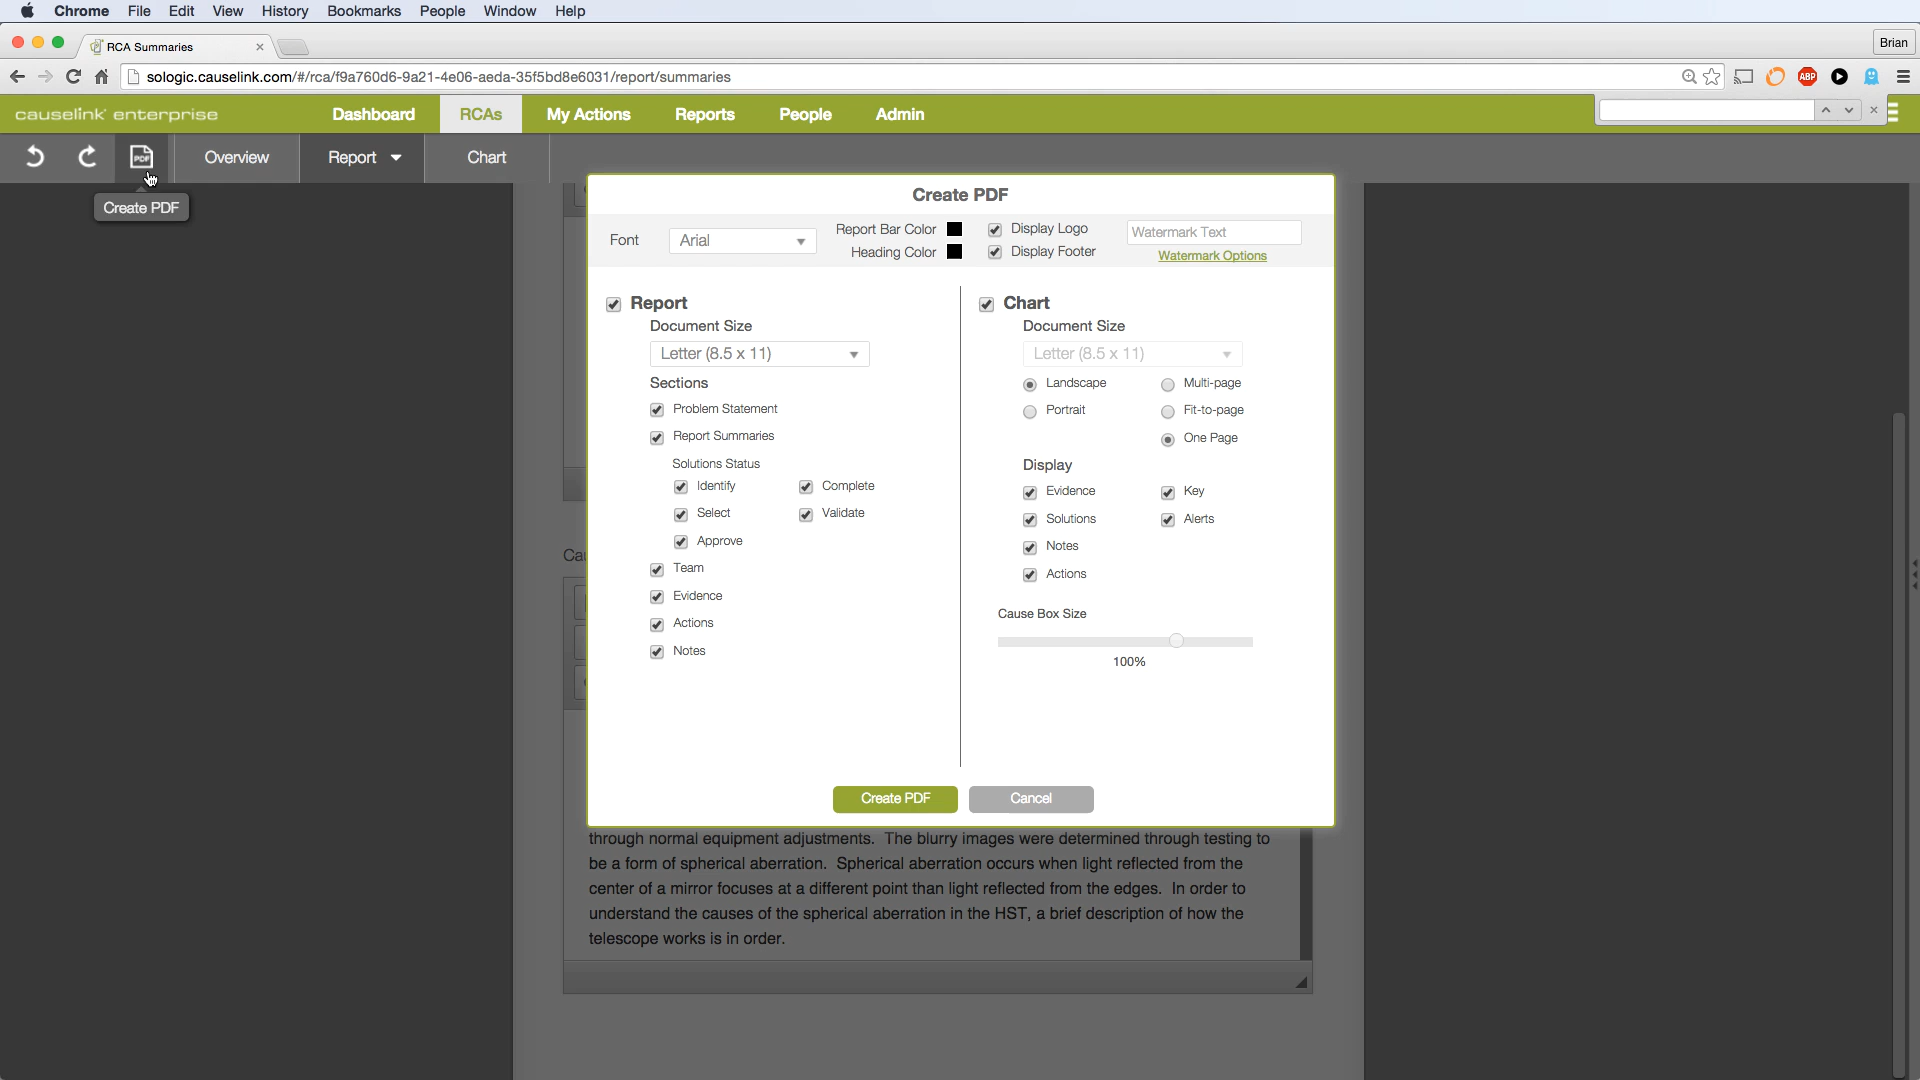 Chrome File Edit View History Bookmarks People Window Help
RCA Summaries
Brian
sologic.causelink.com/#/rca/f9a760d6-9a21-4e06-aeda-35f5bd8e6031/report/summaries
ABP
causelink enterprise Dashboard RCAs My Actions Reports People Admin
PDF Overview Report Chart
Create PDF
Create PDF
Font Arial
Report Bar Color
Heading Color
Display Logo
Display Footer
Watermark Text
Watermark Options
Report
Document Size
Letter (8.5 x 11)
Sections
Problem Statement
Report Summaries
Solutions Status
Identify Complete
Select Validate
Approve
Team
Evidence
Actions
Notes
Chart
Document Size
Letter (8.5 x 11)
Landscape Multi-page
Portrait Fit-to-page
One Page
Display
Evidence Key
Solutions Alerts
Notes
Actions
Cause Box Size
100%
Create PDF Cancel
through normal equipment adjustments. The blurry images were determined through testing to
be a form of spherical aberration. Spherical aberration occurs when light reflected from the
center of a mirror focuses at a different point than light reflected from the edges. In order to
understand the causes of the spherical aberration in the HST, a brief description of how the
telescope works is in order.